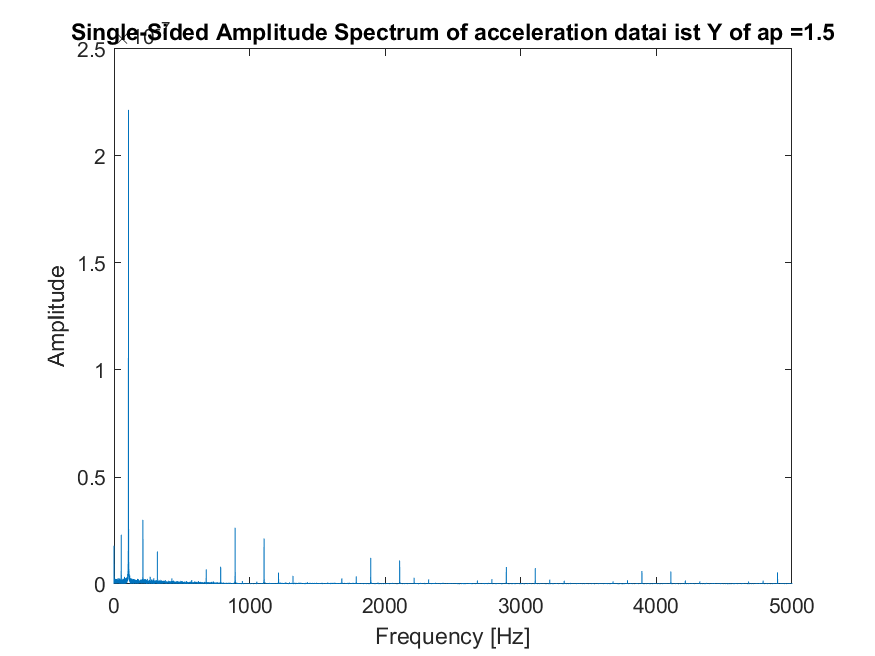 Single-Sided Amplitude Spectrum of acceleration datai ist Y of ap =1.5
2.5
2
1.5
1
0.5
0
Amplitude
0 1000 2000 3000 4000 5000
Frequency [Hz]